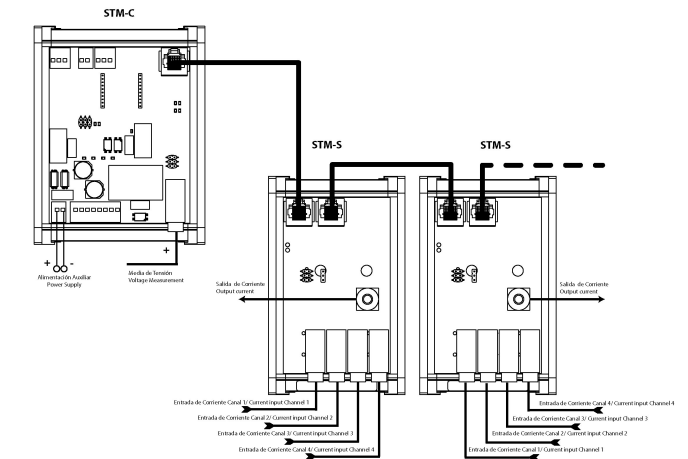 STM-C
STM-S
STM-S
+ -
Alimentación Auxiliar
Power Supply
+
Media de Tensión
Voltage Measurement
Salida de Corriente
Output current
Salida de Corriente
Output current
Entrada de Corriente Canal 1/ Current input Channel 1
Entrada de Corriente Canal 2/ Current input Channel 2
Entrada de Corriente Canal 3/ Current input Channel 3
Entrada de Corriente Canal 4/ Current input Channel 4
Entrada de Corriente Canal 4/ Current input Channel 4
Entrada de Corriente Canal 3/ Current input Channel 3
Entrada de Corriente Canal 2/ Current input Channel 2
Entrada de Corriente Canal 1/ Current input Channel 1